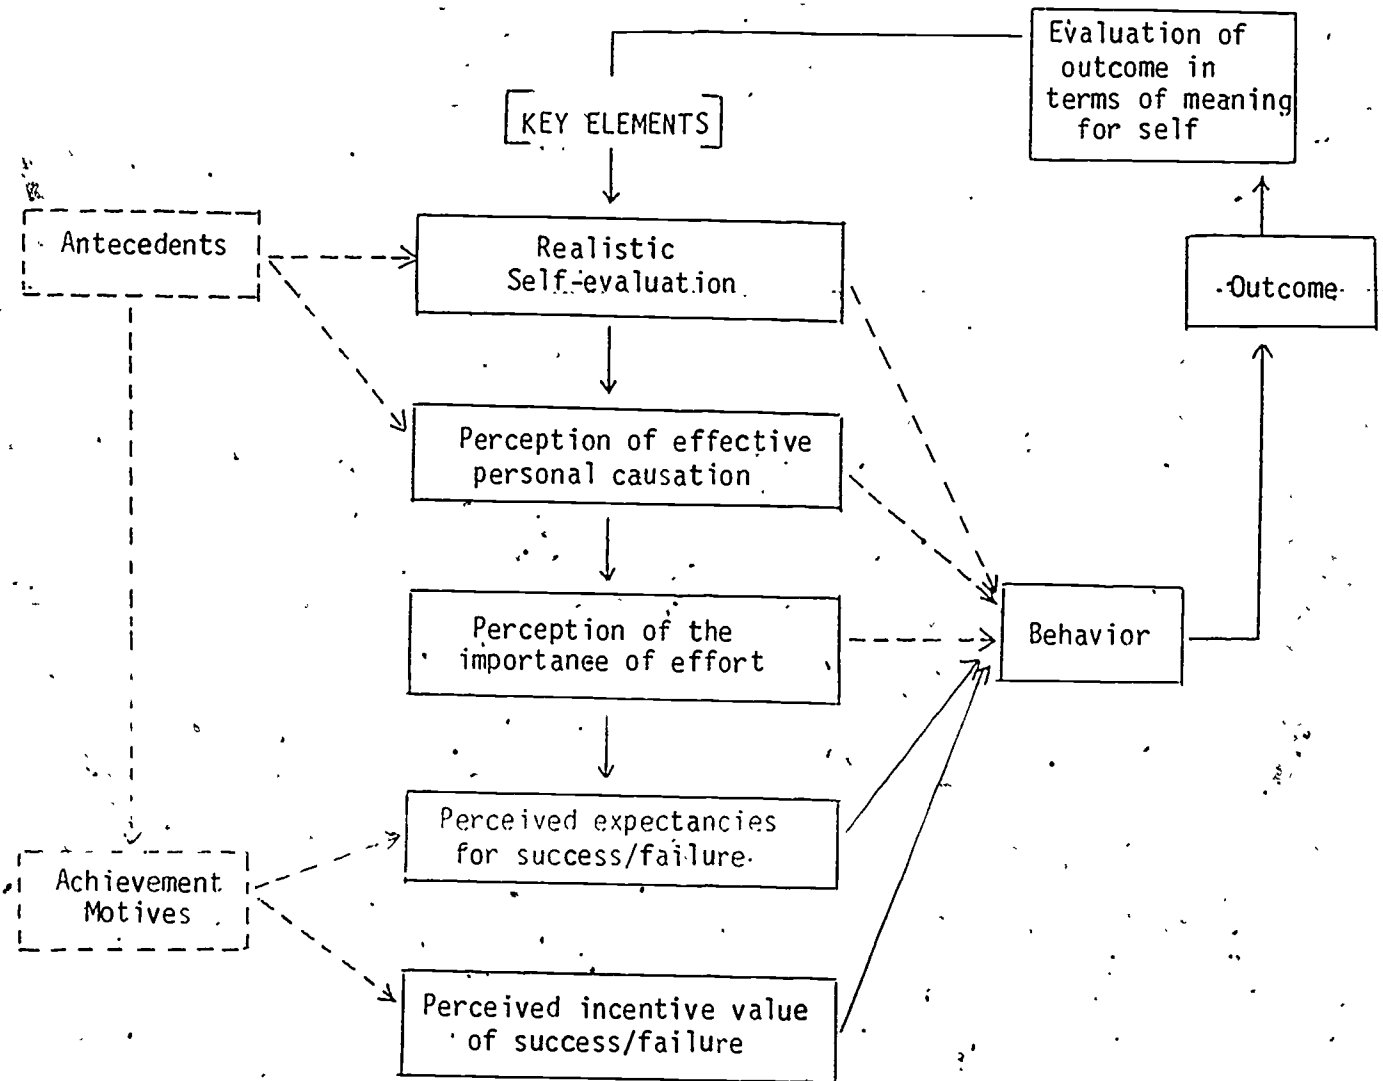 Evaluation of
outcome in
terms of meaning
for self
[KEY ELEMENTS]
Antecedents
Realistic
Self-evaluation
Outcome
Perception of effective
personal causation
Perception of the
importance of effort
Behavior
Perceived expectancies
for success/failure
Achievement
Motives
Perceived incentive value
of success/failure